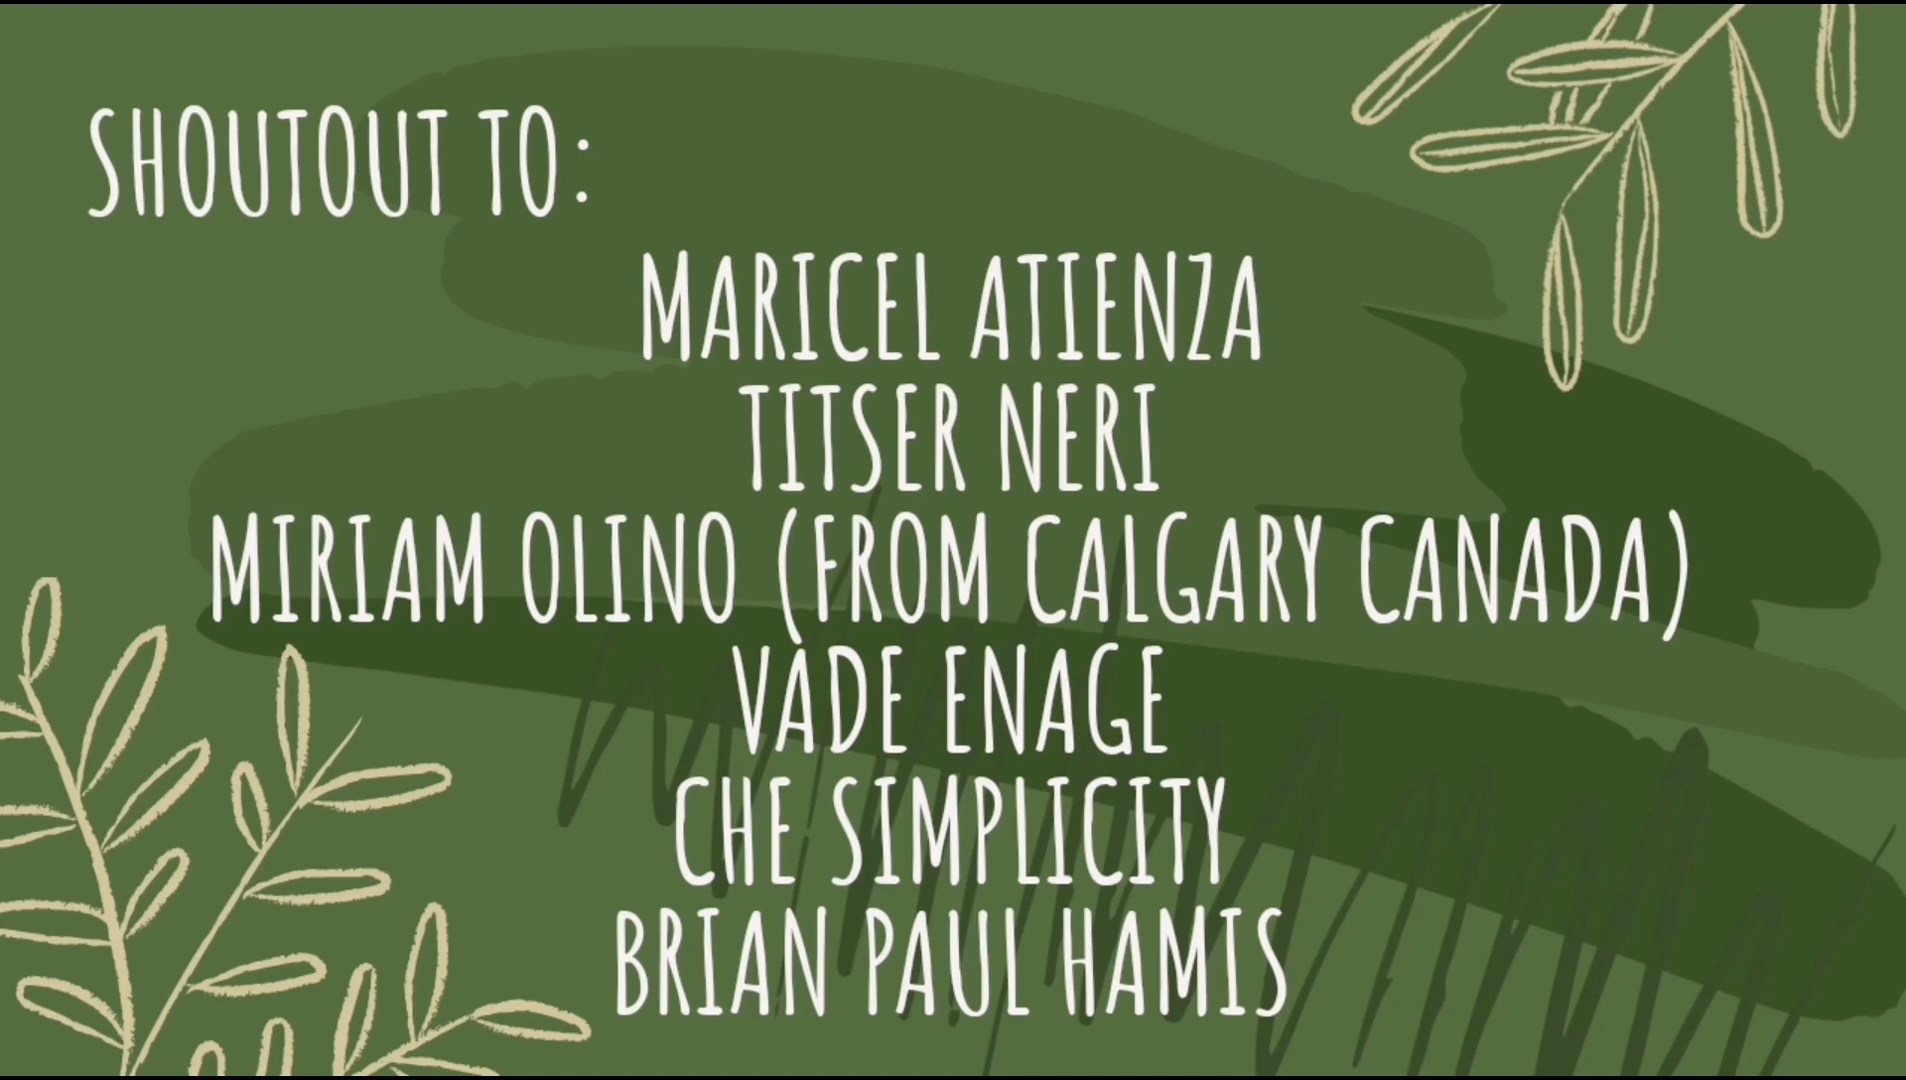 SHOUTOUT TO:
MARICEL ATIENZA
TITSER NERI
MIRIAM OLINO (FROM CALGARY CANADA)
VADE ENAGE
CHE SIMPLICITY
BRIAN PAUL HAMIS